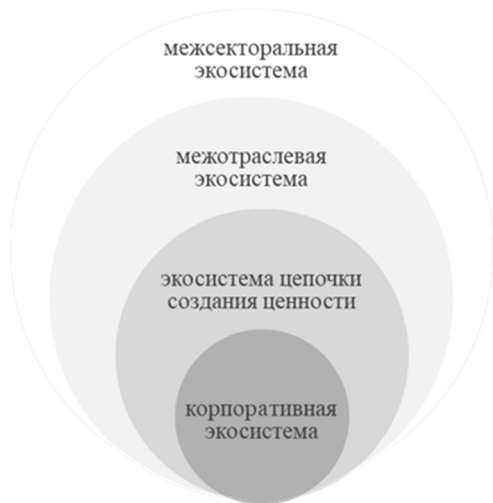 межсекторальная
экосистема
межотраслевая
экосистема
экосистема цепочки
создания ценности
корпоративная
экосистема